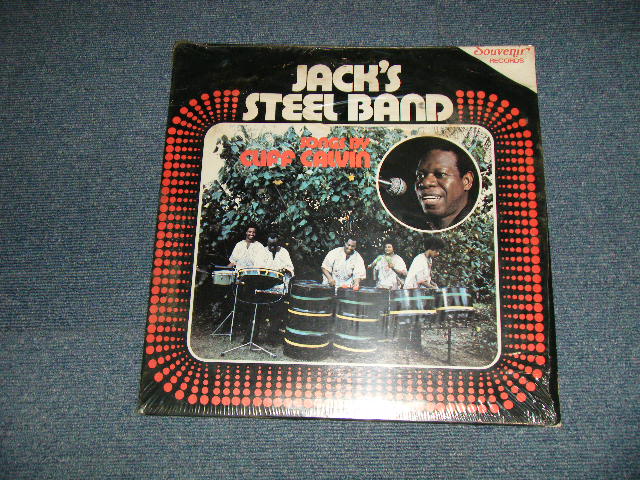 Souvenir
RECORDS
JACK'S
STEEL BAND
SONGS BY
CLIFF CALVIN